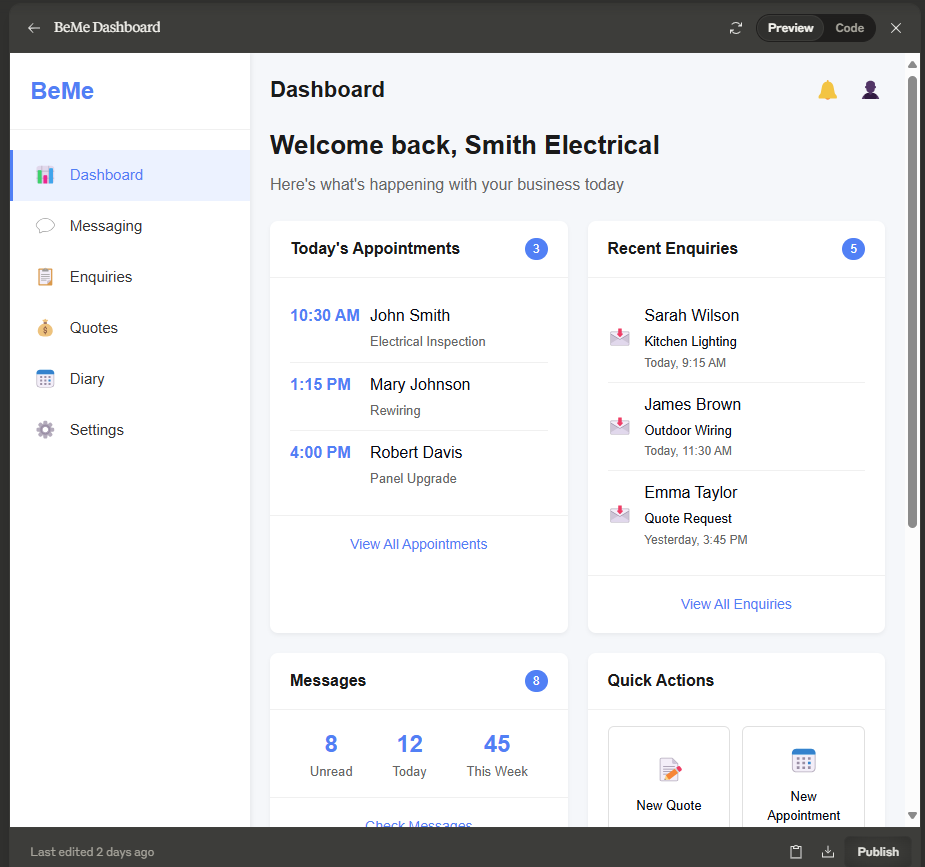 BeMe Dashboard
Preview
Code
BeMe
Dashboard
Messaging
Enquiries
Quotes
Diary
Settings
Dashboard
Welcome back, Smith Electrical
Here's what's happening with your business today
Today's Appointments 3
10:30 AM John Smith
Electrical Inspection
1:15 PM Mary Johnson
Rewiring
4:00 PM Robert Davis
Panel Upgrade
View All Appointments
Recent Enquiries 5
Sarah Wilson
Kitchen Lighting
Today, 9:15 AM
James Brown
Outdoor Wiring
Today, 11:30 AM
Emma Taylor
Quote Request
Yesterday, 3:45 PM
View All Enquiries
Messages 8
8 12 45
Unread Today This Week
Check Messages
Quick Actions
New Quote
New
Appointment
Last edited 2 days ago
Publish